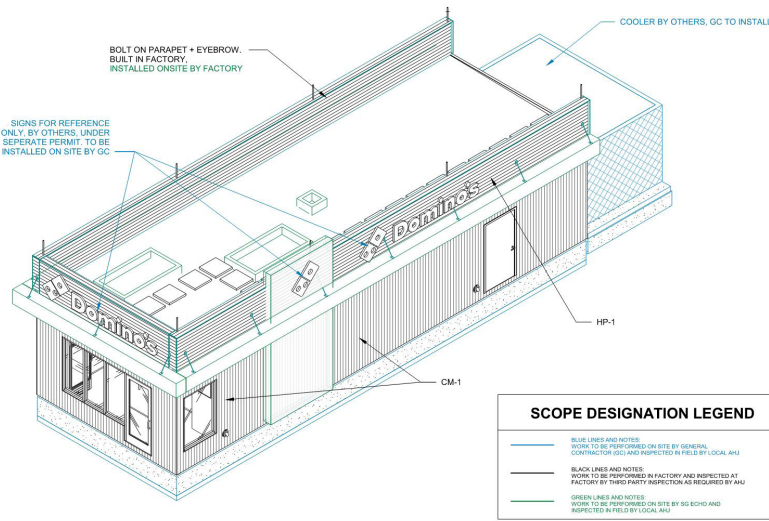 COOLER BY OTHERS, GC TO INSTALL
BOLT ON PARAPET + EYEBROW.
BUILT IN FACTORY,
INSTALLED ONSITE BY FACTORY
SIGNS FOR REFERENCE
ONLY, BY OTHERS, UNDER
SEPERATE PERMIT. TO BE
INSTALLED ON SITE BY GC
Domino's
Domino's
HP-1
CM-1
SCOPE DESIGNATION LEGEND
BLUE LINES AND NOTES:
WORK TO BE PERFORMED ON SITE BY GENERAL
CONTRACTOR (GC) AND INSPECTED IN FIELD BY LOCAL AHJ
BLACK LINES AND NOTES:
WORK TO BE PERFORMED IN FACTORY AND INSPECTED AT
FACTORY BY THIRD PARTY INSPECTION AS REQUIRED BY AHJ
GREEN LINES AND NOTES:
WORK TO BE PERFORMED ON SITE BY SG ECHO AND
INSPECTED IN FIELD BY LOCAL AHJ